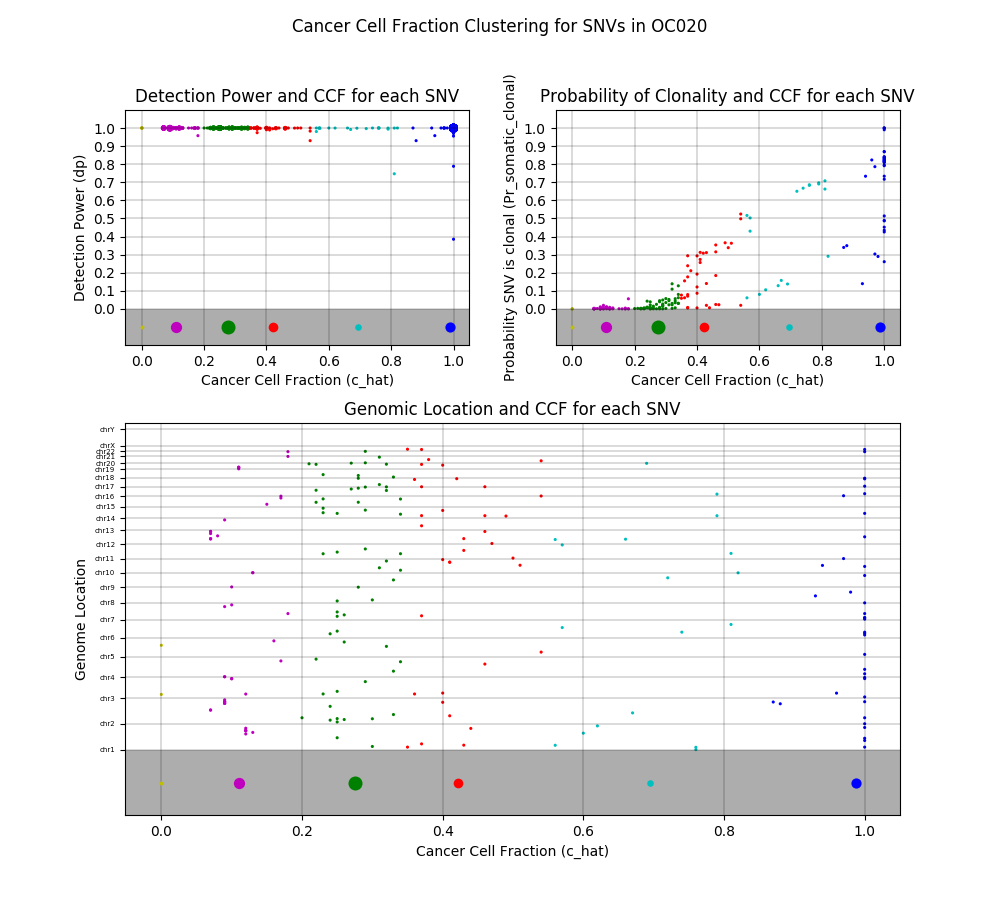 Cancer Cell Fraction Clustering for SNVs in OC020
Detection Power and CCF for each SNV
Detection Power (dp)
1.0
0.9
0.8
0.7
0.6
0.5
0.4
0.3
0.2
0.1
0.0
0.0 0.2 0.4 0.6 0.8 1.0
Cancer Cell Fraction (c_hat)
Probability of Clonality and CCF for each SNV
Probability SNV is clonal (Pr_somatic_clonal)
1.0
0.9
0.8
0.7
0.6
0.5
0.4
0.3
0.2
0.1
0.0
0.0 0.2 0.4 0.6 0.8 1.0
Cancer Cell Fraction (c_hat)
Genomic Location and CCF for each SNV
Genome Location
chrY
chrX
chr22
chr21
chr20
chr19
chr18
chr17
chr16
chr15
chr14
chr13
chr12
chr11
chr10
chr9
chr8
chr7
chr6
chr5
chr4
chr3
chr2
chr1
0.0 0.2 0.4 0.6 0.8 1.0
Cancer Cell Fraction (c_hat)